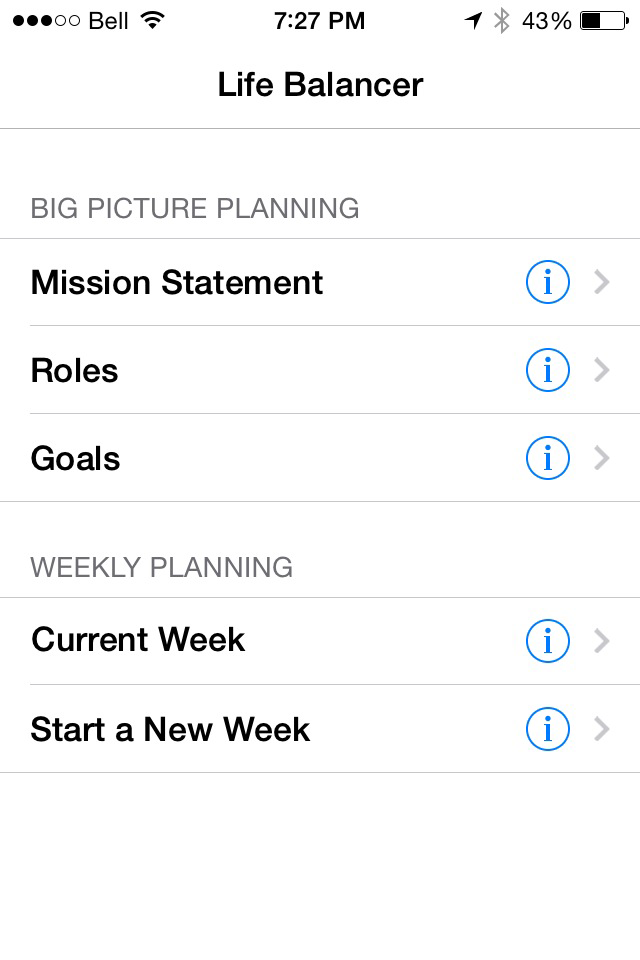 Bell 7:27 PM 43%
Life Balancer
BIG PICTURE PLANNING
Mission Statement i
Roles i
Goals i
WEEKLY PLANNING
Current Week i
Start a New Week i